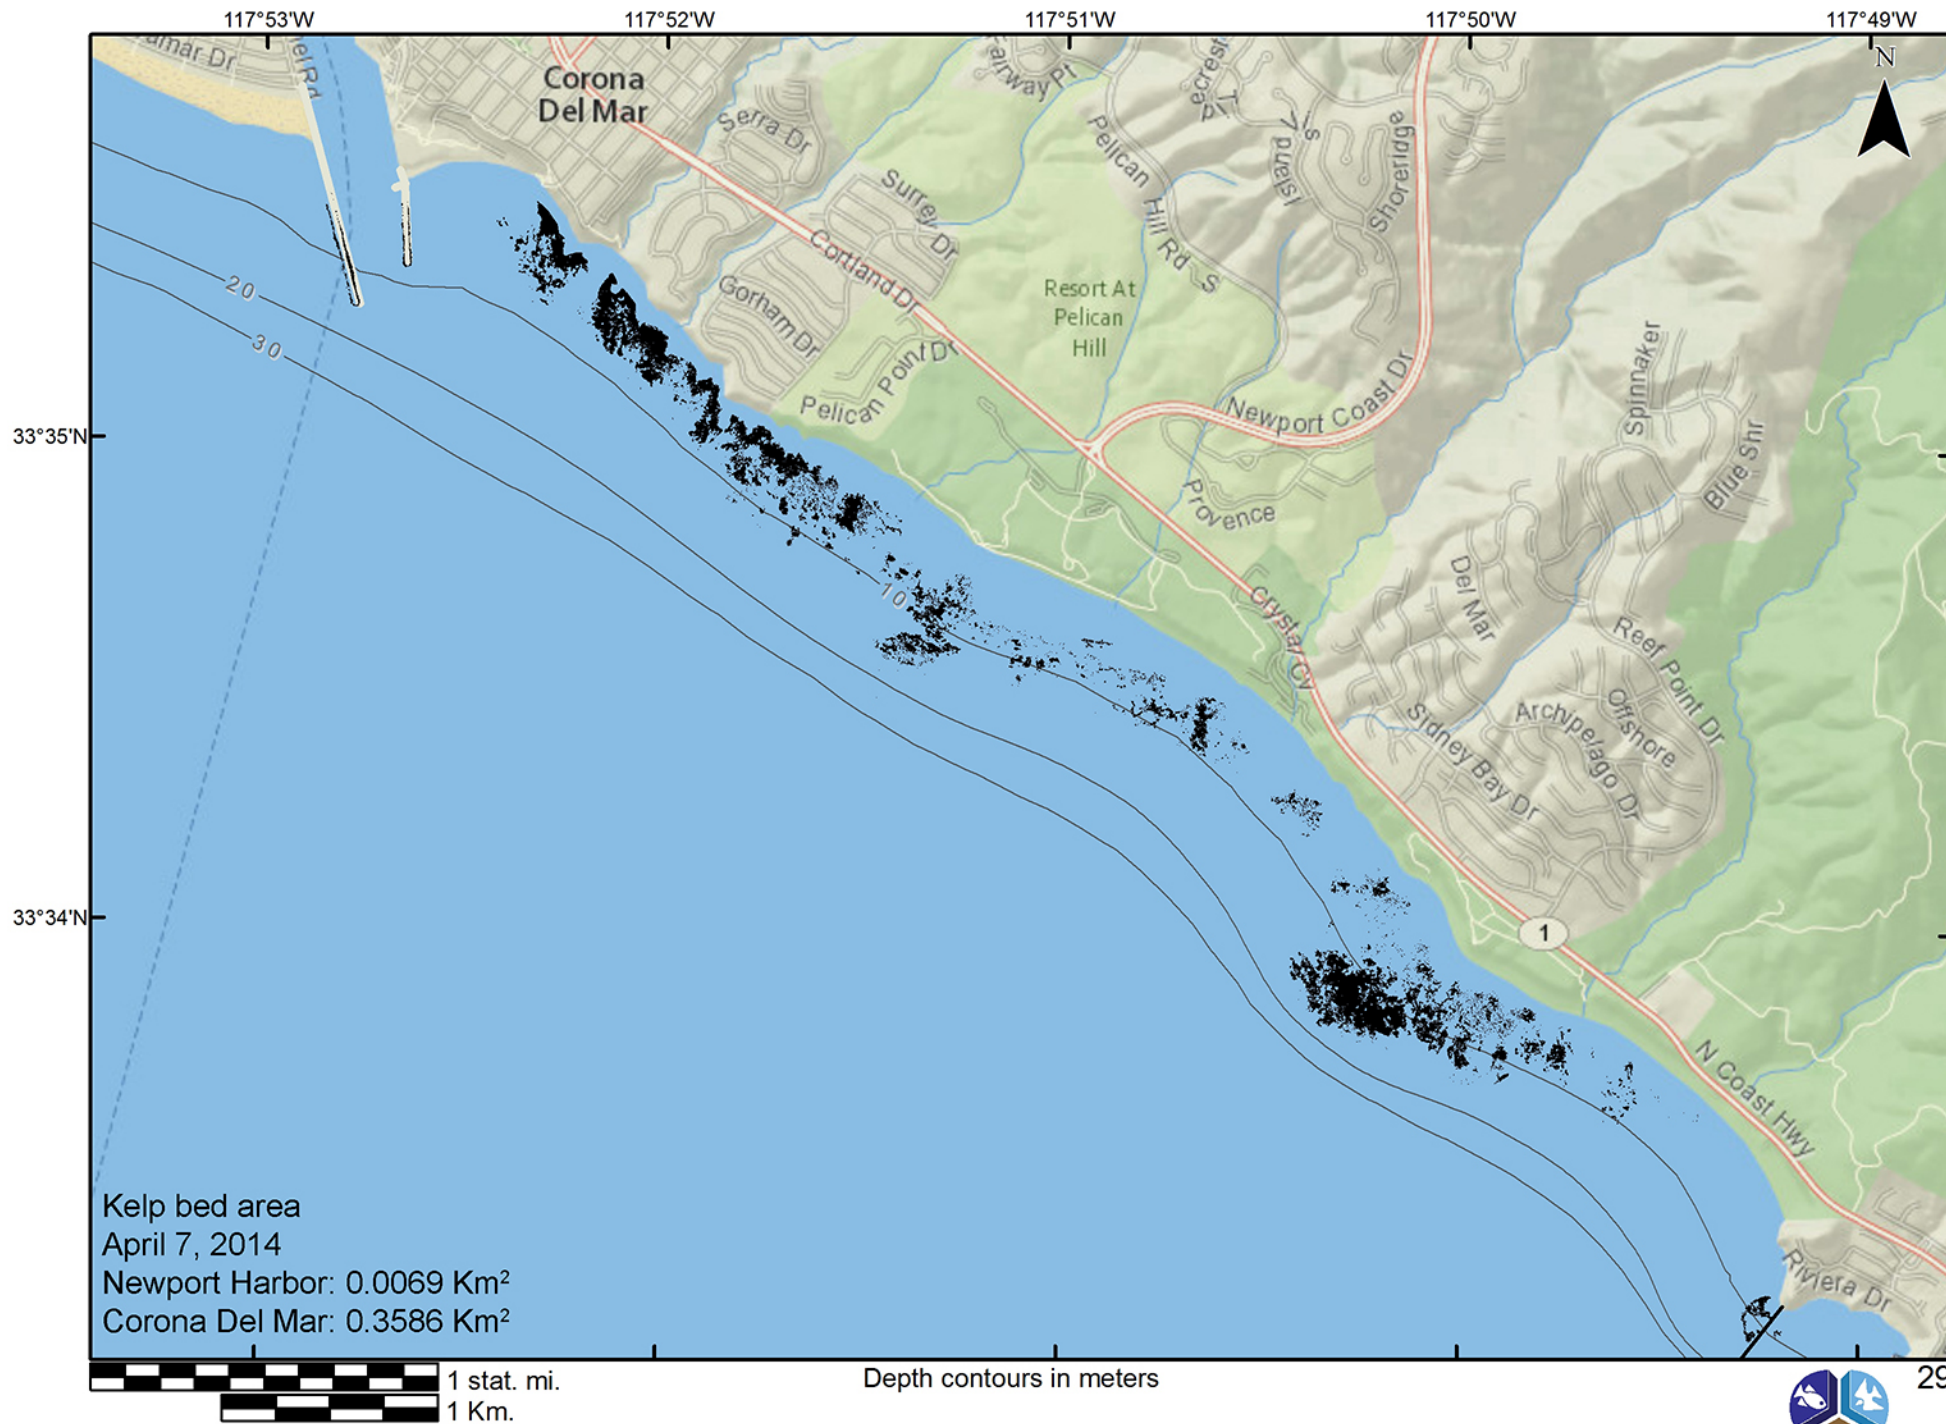 117°53'W
117°52'W
117°51'W
117°50'W
117°49'W
N
Corona
Del Mar
Serra Dr
Fairway Pt
Pelican
Hill Rd S
Island
Shoreridge
Surrey Dr
Cortland Dr
Gorham Dr
Resort At
Pelican
Hill
20
30
Pelican Point Dr
Newport Coast Dr
Spinnaker
Blue Shr
33°35'N
Provence
10
Crystal Cv
Del Mar
Reef Point Dr
Offshore
Archipelago Dr
Sidney Bay Dr
33°34'N
1
N Coast Hwy
Riviera Dr
Kelp bed area
April 7, 2014
Newport Harbor: 0.0069 Km²
Corona Del Mar: 0.3586 Km²
1 stat. mi.
1 Km.
Depth contours in meters
29